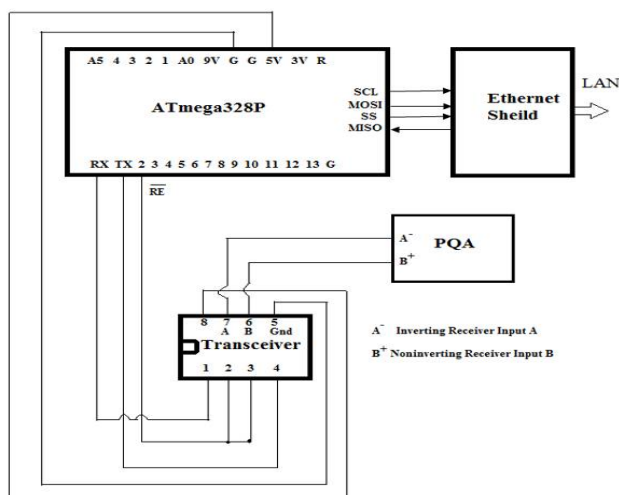 A5 4 3 2 1 A0 9V G G 5V 3V R
ATmega328P
RX TX 2 3 4 5 6 7 8 9 10 11 12 13 G
RE
SCL
MOSI
SS
MISO
Ethernet
Sheild
LAN
A-
B+
PQA
8 7 6 5
A B Gnd
Transceiver
1 2 3 4
A- Inverting Receiver Input A
B+ Noninverting Receiver Input B